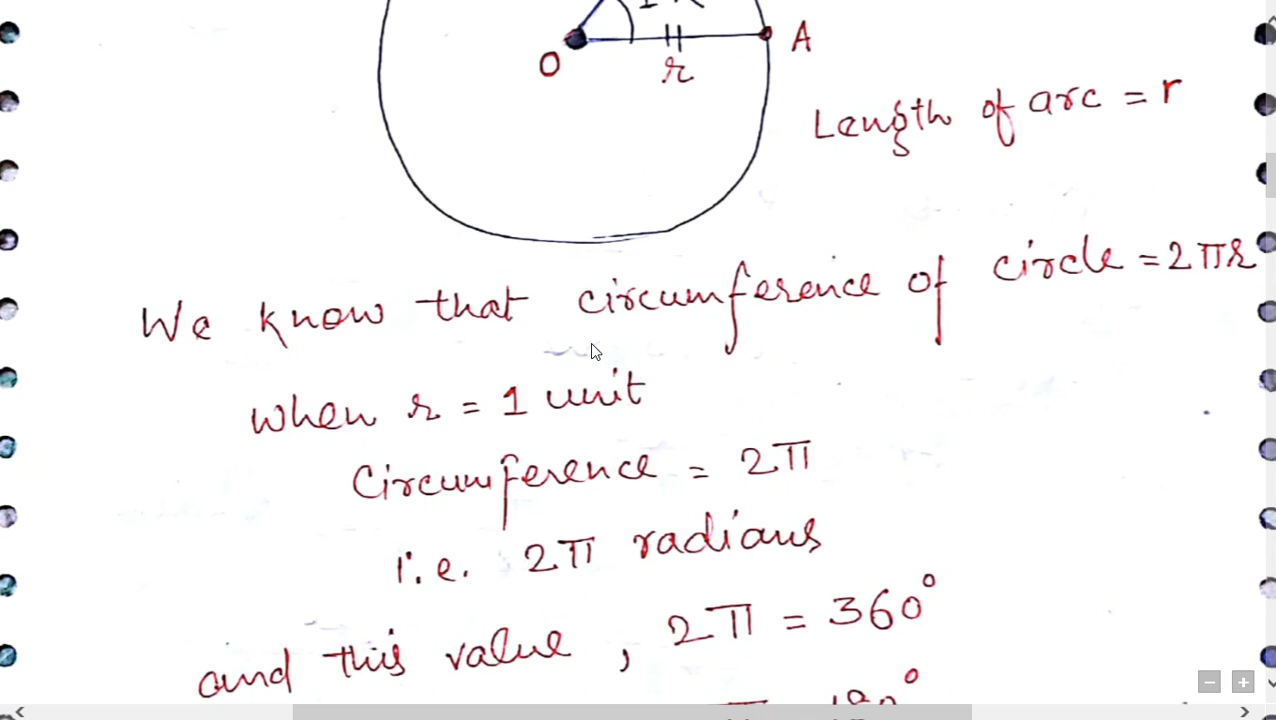 O
r
A
Length of arc = r
We know that circumference of circle = 2πr
When r = 1 unit
Circumference = 2π
i.e. 2π radians
and this value, 2π = 360°